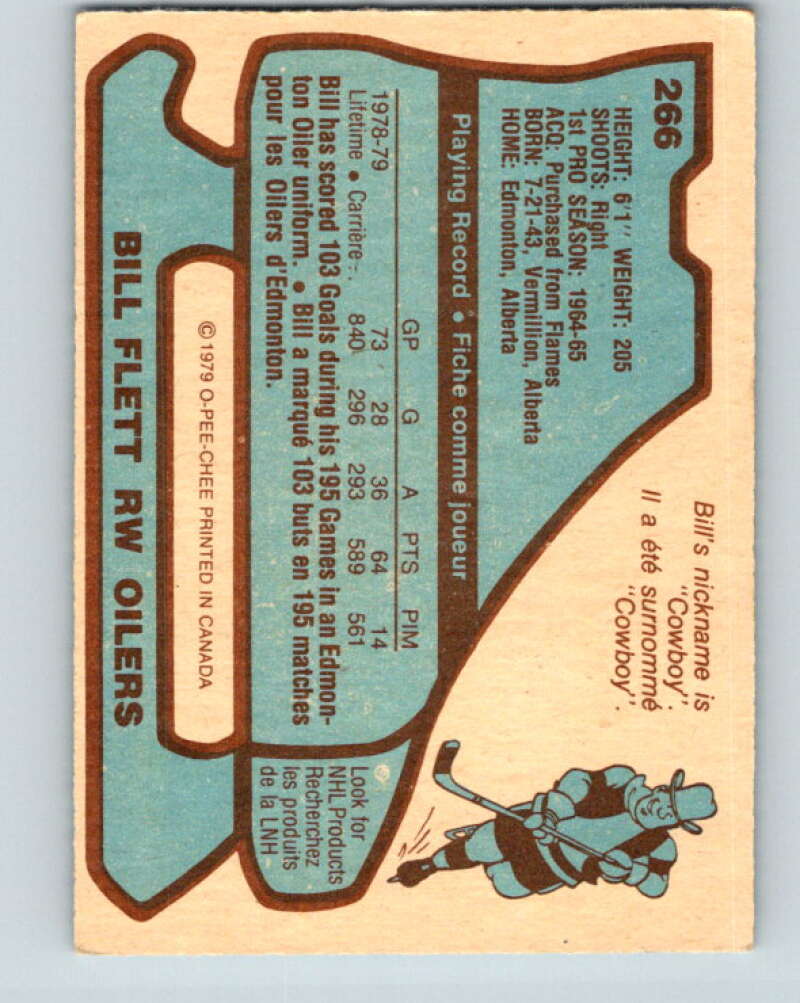 266
HEIGHT: 6'1" WEIGHT: 205
SHOOTS: Right
1st PRO SEASON: 1964-65
ACQ: Purchased from Flames
BORN: 7-21-43, Vermillion, Alberta
HOME: Edmonton, Alberta
Bill's nickname is
"Cowboy".
Il a été surnommé
"Cowboy".
Playing Record • Fiche comme joueur
GP G A PTS PIM
1978-79 73 28 36 64 14
Lifetime • Carrière-. 840 296 293 589 561
Bill has scored 103 Goals during his 195 Games in an Edmon-
ton Oiler uniform. • Bill a marqué 103 buts en 195 matches
pour les Oilers d'Edmonton.
Look for
NHL Products
Recherchez
les produits
de la LNH
© 1979 O-PEE-CHEE PRINTED IN CANADA
BILL FLETT RW OILERS